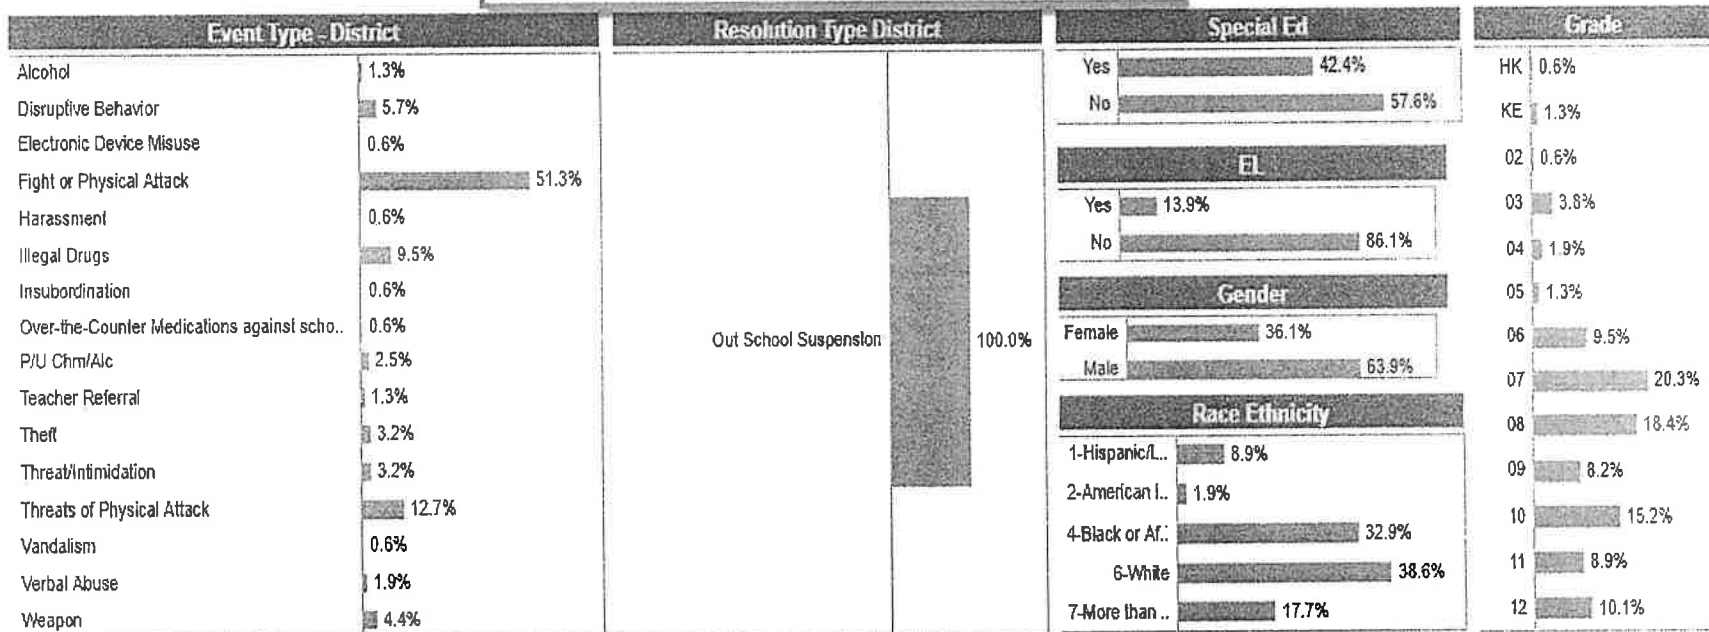 Event Type - District
Alcohol 1.3%
Disruptive Behavior 5.7%
Electronic Device Misuse 0.6%
Fight or Physical Attack 51.3%
Harassment 0.6%
Illegal Drugs 9.5%
Insubordination 0.6%
Over-the-Counter Medications against scho.. 0.6%
P/U Chm/Alc 2.5%
Teacher Referral 1.3%
Theft 3.2%
Threat/Intimidation 3.2%
Threats of Physical Attack 12.7%
Vandalism 0.6%
Verbal Abuse 1.9%
Weapon 4.4%
Resolution Type District
Out School Suspension 100.0%
Special Ed
Yes 42.4%
No 57.6%
EL
Yes 13.9%
No 86.1%
Gender
Female 36.1%
Male 63.9%
Race Ethnicity
1-Hispanic/L.. 8.9%
2-American I.. 1.9%
4-Black or Af.. 32.9%
6-White 38.6%
7-More than .. 17.7%
Grade
HK 0.6%
KE 1.3%
02 0.6%
03 3.8%
04 1.9%
05 1.3%
06 9.5%
07 20.3%
08 18.4%
09 8.2%
10 15.2%
11 8.9%
12 10.1%